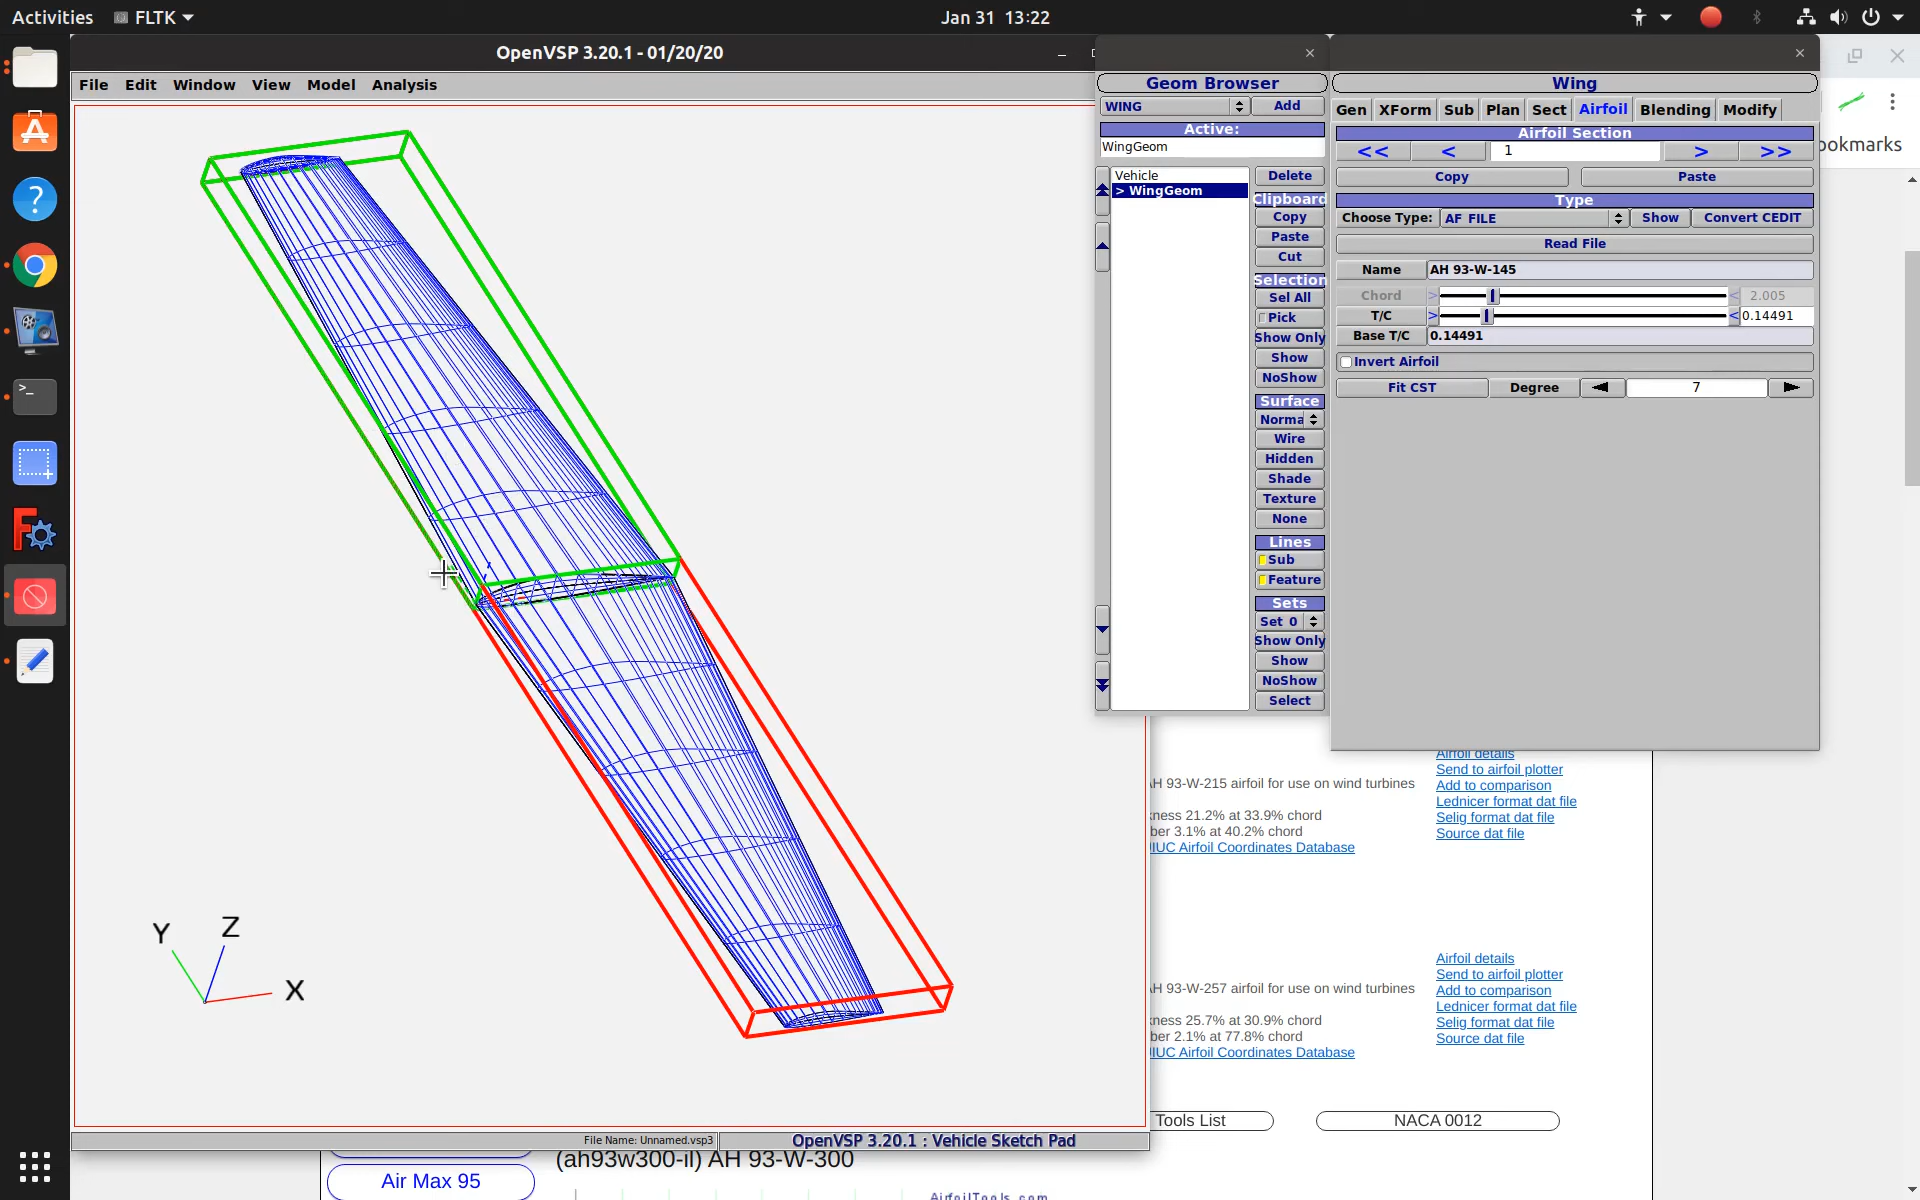 Activities
FLTK
Jan 31 13:22
OpenVSP 3.20.1 - 01/20/20
File Edit Window View Model Analysis
Y
Z
X
File Name: Unnamed.vsp3
OpenVSP 3.20.1 : Vehicle Sketch Pad
Geom Browser
WING
Add
Active:
WingGeom
Vehicle
> WingGeom
Delete
Clipboard
Copy
Paste
Cut
Selection
Sel All
Pick
Show Only
Show
NoShow
Surface
Norma
Wire
Hidden
Shade
Texture
None
Lines
Sub
Feature
Sets
Set 0
Show Only
Show
NoShow
Select
Wing
Gen XForm Sub Plan Sect Airfoil Blending Modify
Airfoil Section
<< < 1 > >>
Copy Paste
Type
Choose Type: AF FILE Show Convert CEDIT
Read File
Name AH 93-W-145
Chord > < 2.005
T/C > < 0.14491
Base T/C 0.14491
Invert Airfoil
Fit CST Degree 7
ookmarks
Airfoil details
AH 93-W-215 airfoil for use on wind turbines
Send to airfoil plotter
Add to comparison
kness 21.2% at 33.9% chord
Lednicer format dat file
ber 3.1% at 40.2% chord
Selig format dat file
UIUC Airfoil Coordinates Database
Source dat file
Airfoil details
Send to airfoil plotter
AH 93-W-257 airfoil for use on wind turbines
Add to comparison
Lednicer format dat file
kness 25.7% at 30.9% chord
Selig format dat file
ber 2.1% at 77.8% chord
Source dat file
UIUC Airfoil Coordinates Database
Tools List
NACA 0012
(ah93w300-il) AH 93-W-300
Air Max 95
AirfoilTools.com